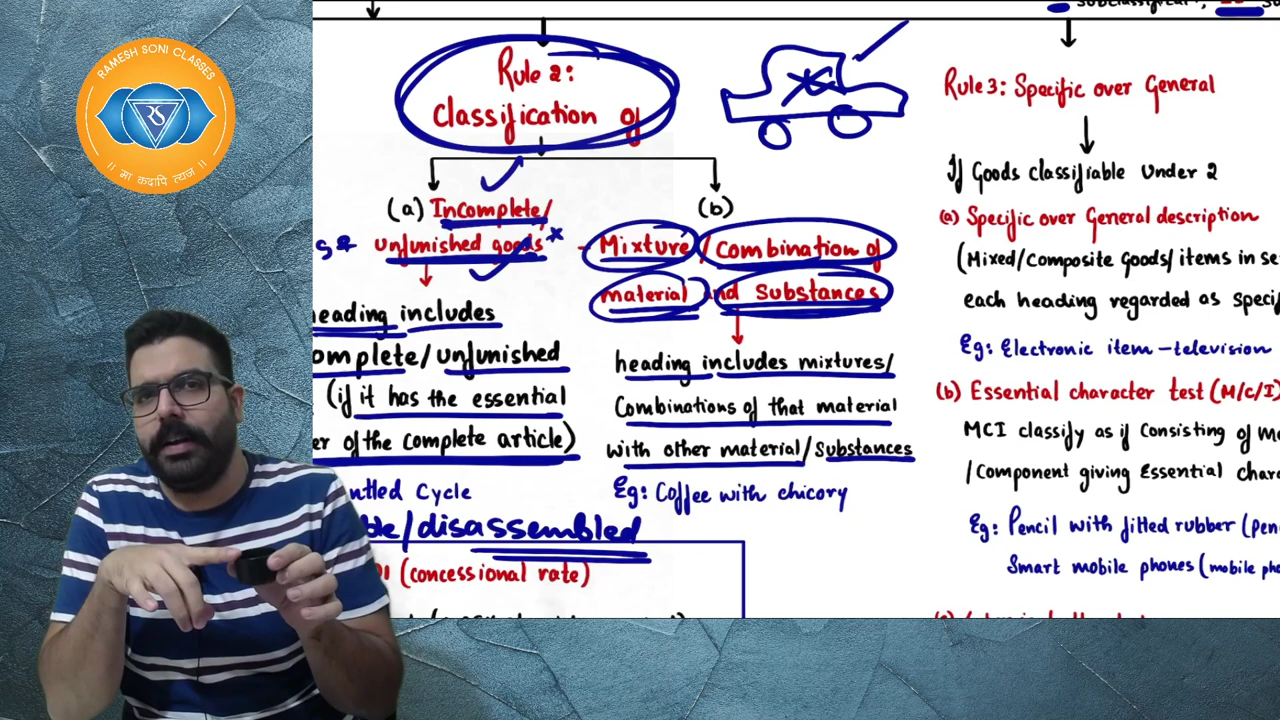 RAMESH SONI CLASSES
॥ मा कदापि त्यज ॥
Rule 2:
Classification of
(a) Incomplete/
unfinished goods
heading includes
complete/unfinished
(if it has the essential
of the complete article)
Cycle
/disassembled
(concessional rate)
(b)
- Mixture/Combination of
material and Substances
heading includes mixtures/
Combinations of that material
with other material/Substances
Eg: Coffee with chicory
Rule 3: Specific over General
If Goods classifiable Under 2
(a) Specific over General description
(Mixed/Composite Goods/items in
each heading regarded as
Eg: Electronic item - television
(b) Essential character test (M/C/I)
MCI classify as if Consisting of
/Component giving Essential
Eg: Pencil with fitted rubber
Smart mobile phones (mobile